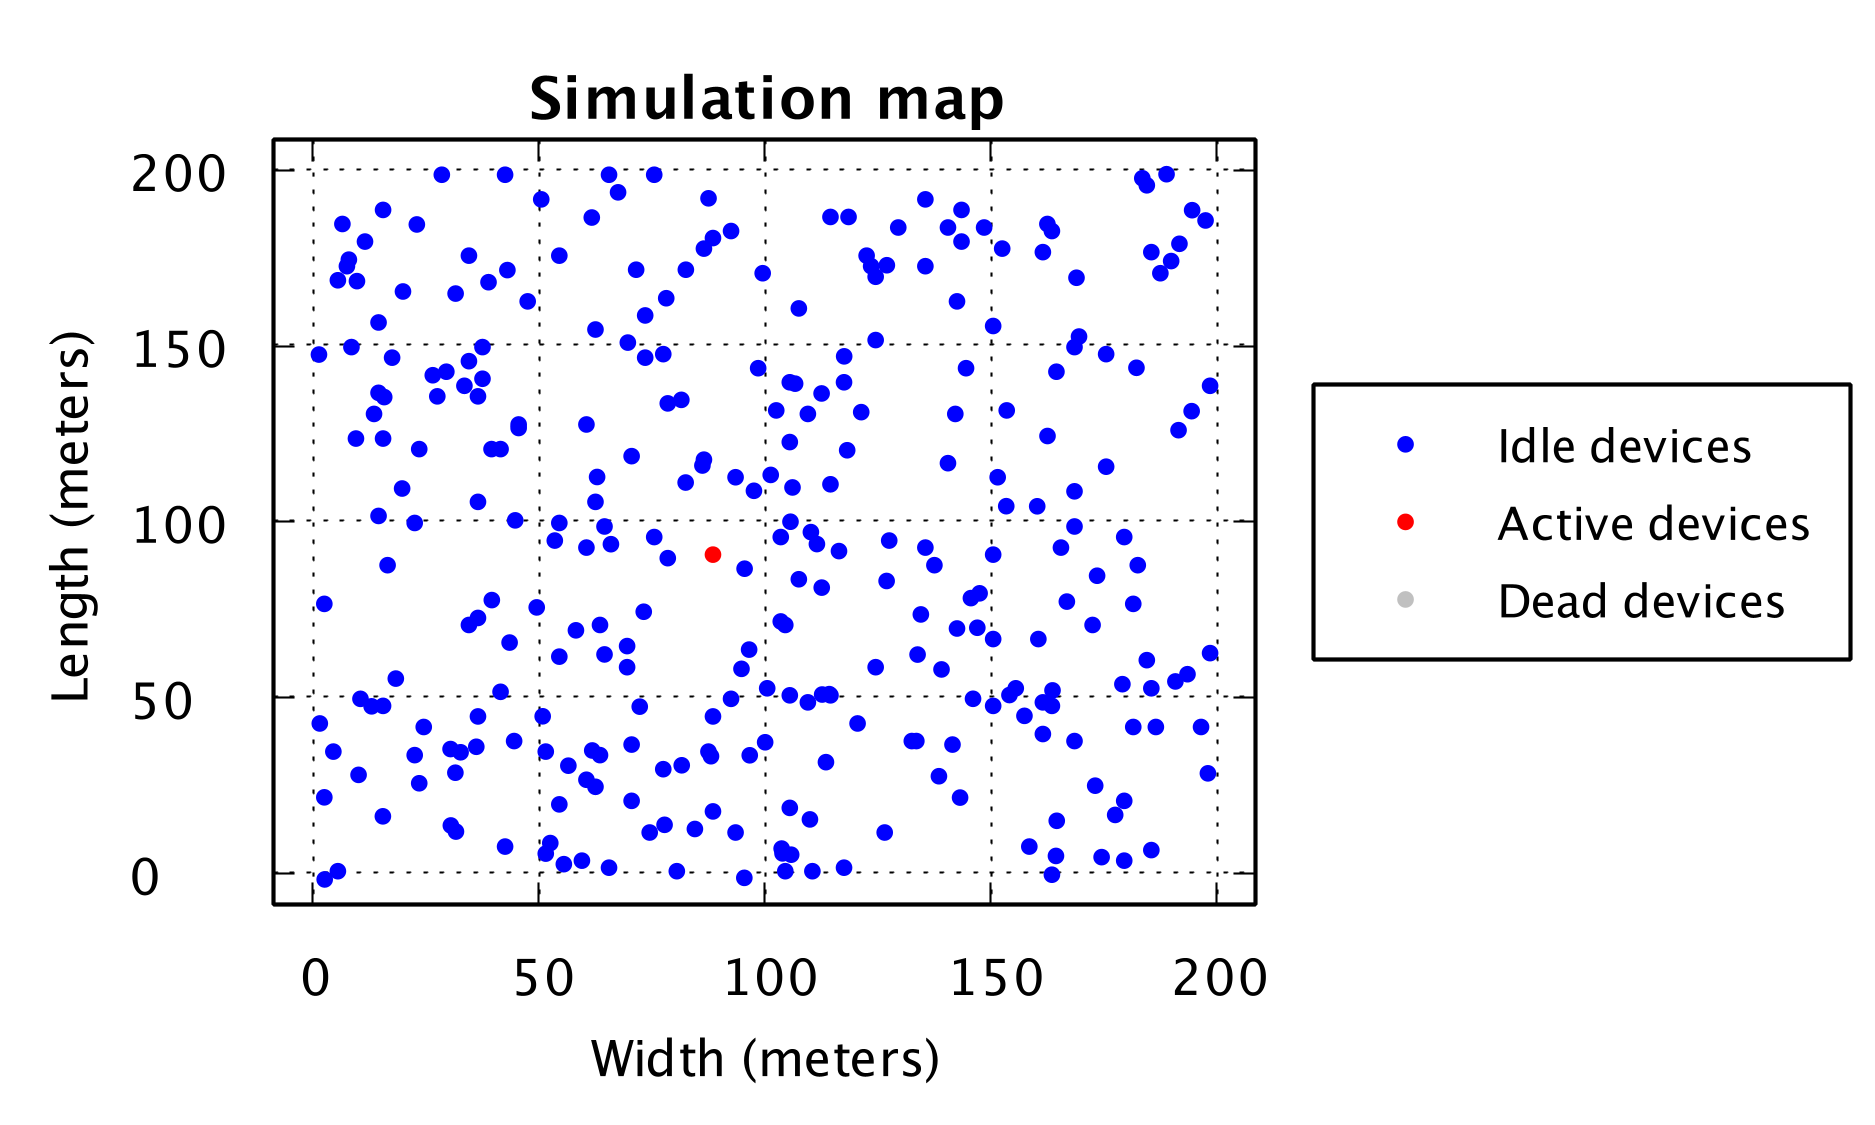 Simulation map
200
150
100
50
0
Length (meters)
0 50 100 150 200
Width (meters)
Idle devices
Active devices
Dead devices